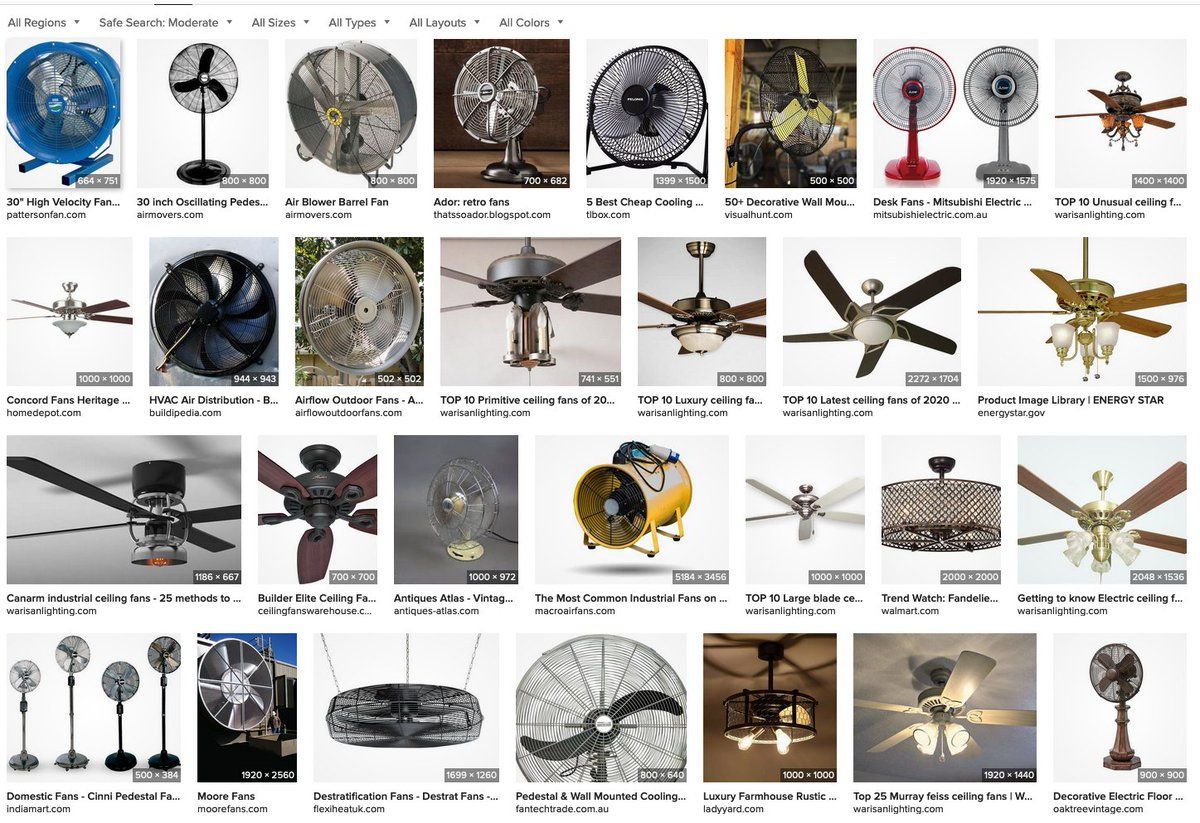 All Regions Safe Search: Moderate All Sizes All Types All Layouts All Colors
664 × 751
800 × 800
800 × 800
700 × 682
PELONIS
1399 × 1500
500 × 500
1920 × 1575
1400 × 1400
30" High Velocity Fan...
pattersonfan.com
30 inch Oscillating Pedes...
airmovers.com
Air Blower Barrel Fan
airmovers.com
Ador: retro fans
thatssoador.blogspot.com
5 Best Cheap Cooling ...
tlbox.com
50+ Decorative Wall Mou...
visualhunt.com
Desk Fans - Mitsubishi Electric ...
mitsubishielectric.com.au
TOP 10 Unusual ceiling f...
warisanlighting.com
1000 × 1000
944 × 943
502 × 502
741 × 551
800 × 800
2272 × 1704
1500 × 976
Concord Fans Heritage ...
homedepot.com
HVAC Air Distribution - B...
buildipedia.com
Airflow Outdoor Fans - A...
airflowoutdoorfans.com
TOP 10 Primitive ceiling fans of 20...
warisanlighting.com
TOP 10 Luxury ceiling fa...
warisanlighting.com
TOP 10 Latest ceiling fans of 2020 ...
warisanlighting.com
Product Image Library | ENERGY STAR
energystar.gov
1186 × 667
700 × 700
1000 × 972
5184 × 3456
1000 × 1000
2000 × 2000
2048 × 1536
Canarm industrial ceiling fans - 25 methods to ...
warisanlighting.com
Builder Elite Ceiling Fa...
ceilingfanswarehouse.c...
Antiques Atlas - Vintag...
antiques-atlas.com
The Most Common Industrial Fans on ...
macroairfans.com
TOP 10 Large blade ce...
warisanlighting.com
Trend Watch: Fandelie...
walmart.com
Getting to know Electric ceiling f...
warisanlighting.com
500 × 384
1920 × 2560
1699 × 1260
800 × 640
1000 × 1000
1920 × 1440
900 × 900
Domestic Fans - Cinni Pedestal Fa...
indiamart.com
Moore Fans
moorefans.com
Destratification Fans - Destrat Fans -...
flexiheatuk.com
Pedestal & Wall Mounted Cooling...
fantechtrade.com.au
Luxury Farmhouse Rustic ...
ladyyard.com
Top 25 Murray feiss ceiling fans | W...
warisanlighting.com
Decorative Electric Floor ...
oaktreevintage.com